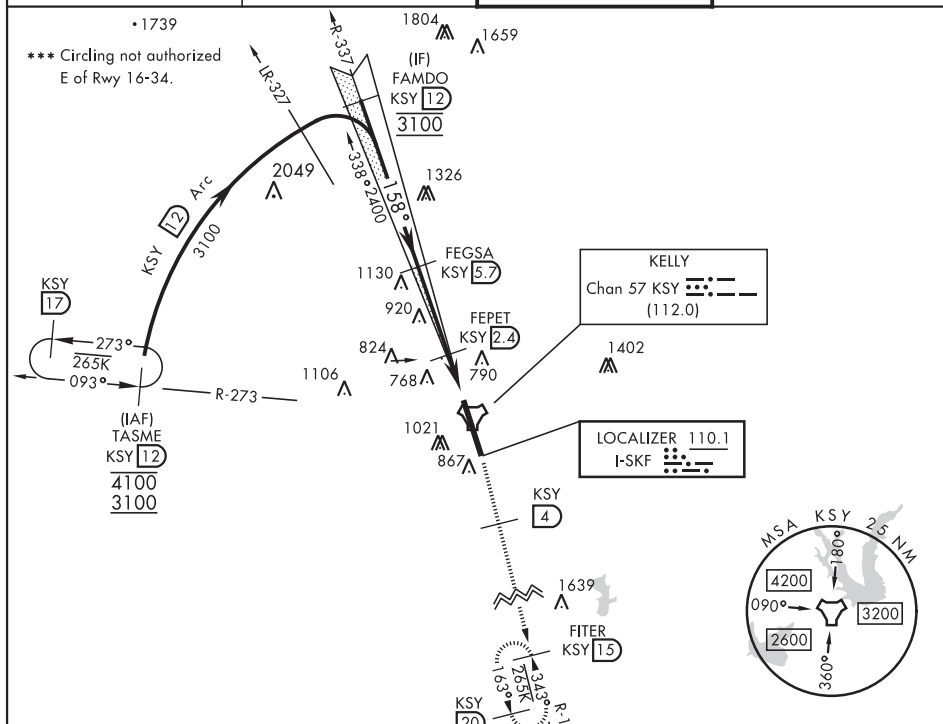 1739
*** Circling not authorized
E of Rwy 16-34.
1804
1659
R-337
LR-327
(IF)
FAMDO
KSY 12
3100
2049
338° 2400
158°
1326
KSY 12 Arc
3100
FEGSA
KSY 5.7
1130
920
FEPET
KSY 2.4
824
768
790
1106
KELLY
Chan 57 KSY
(112.0)
1402
KSY
17
273°
265K
093°
R-273
(IAF)
TASME
KSY 12
4100
3100
1021
867
LOCALIZER 110.1
I-SKF
KSY
4
1639
FITER
KSY 15
163°
265K
343°
KSY
20
MSA KSY 25 NM
180°
4200
090°
3200
2600
360°